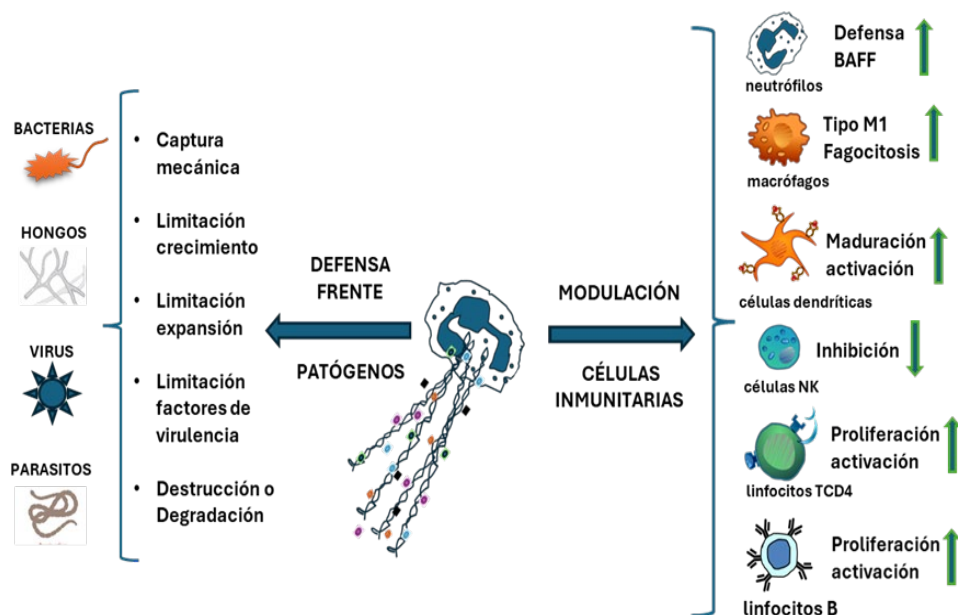 BACTERIAS
HONGOS
VIRUS
PARASITOS
• Captura
mecánica
• Limitación
crecimiento
• Limitación
expansión
• Limitación
factores de
virulencia
• Destrucción o
Degradación
DEFENSA
FRENTE
PATÓGENOS
MODULACIÓN
CÉLULAS
INMUNITARIAS
Defensa
BAFF
neutrófilos
Tipo M1
Fagocitosis
macrófagos
Maduración
activación
células dendríticas
Inhibición
células NK
Proliferación
activación
linfocitos TCD4
Proliferación
activación
linfocitos B